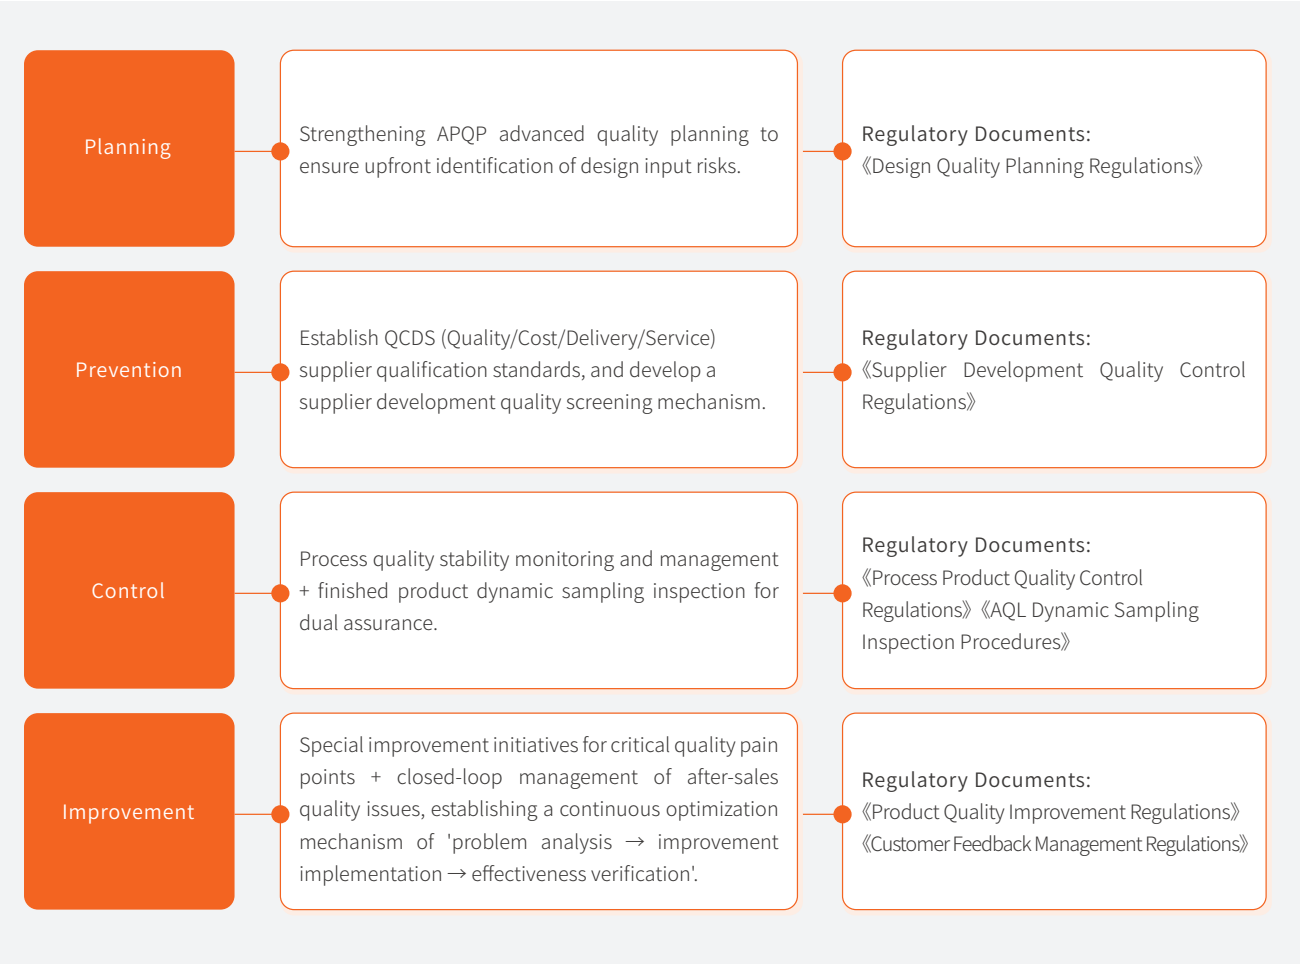 Planning
Strengthening APQP advanced quality planning to
ensure upfront identification of design input risks.
Regulatory Documents:
《Design Quality Planning Regulations》
Prevention
Establish QCDS (Quality/Cost/Delivery/Service)
supplier qualification standards, and develop a
supplier development quality screening mechanism.
Regulatory Documents:
《Supplier Development Quality Control
Regulations》
Control
Process quality stability monitoring and management
+ finished product dynamic sampling inspection for
dual assurance.
Regulatory Documents:
《Process Product Quality Control
Regulations》《AQL Dynamic Sampling
Inspection Procedures》
Improvement
Special improvement initiatives for critical quality pain
points + closed-loop management of after-sales
quality issues, establishing a continuous optimization
mechanism of 'problem analysis → improvement
implementation → effectiveness verification'.
Regulatory Documents:
《Product Quality Improvement Regulations》
《Customer Feedback Management Regulations》